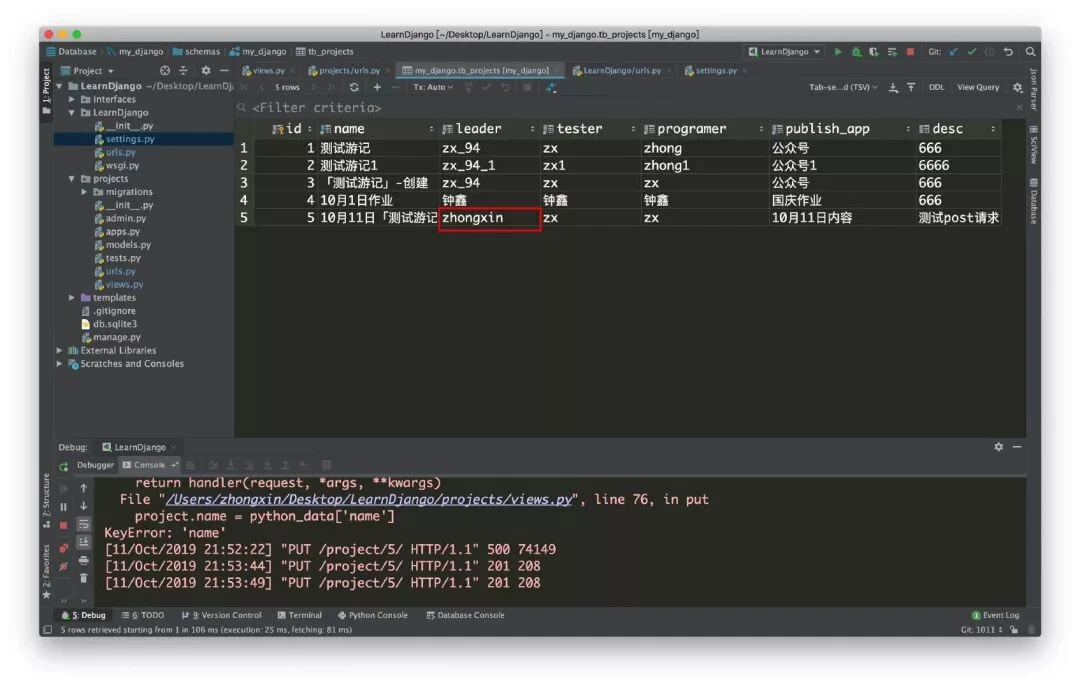 LearnDjango [~/Desktop/LearnDjango] - my_django.tb_projects [my_django]
Database my_django schemas my_django tb_projects LearnDjango Git:
Project views.py projects/urls.py my_django.tb_projects [my_django] LearnDjango/urls.py settings.py
5 rows Tx: Auto Tab-se...d (TSV) DDL View Query
<Filter criteria>
id name leader tester programer publish_app desc
1 1 测试游记 zx_94 zx zhong 公众号 666
2 2 测试游记1 zx_94_1 zx1 zhong1 公众号1 6666
3 3 「测试游记」-创建 zx_94 zx zx 公众号 666
4 4 10月1日作业 钟鑫 钟鑫 钟鑫 国庆作业 666
5 5 10月11日「测试游记 zhongxin zx zx 10月11日内容 测试post请求
1: Project
LearnDjango ~/Desktop/LearnDj
interfaces
LearnDjango
__init__.py
settings.py
urls.py
wsgi.py
projects
migrations
__init__.py
admin.py
apps.py
models.py
tests.py
urls.py
views.py
templates
.gitignore
db.sqlite3
manage.py
External Libraries
Scratches and Consoles
Json Parser
SciView
Database
Debug: LearnDjango
Debugger Console
7: Structure
2: Favorites
return handler(request, *args, **kwargs)
File "/Users/zhongxin/Desktop/LearnDjango/projects/views.py", line 76, in put
project.name = python_data['name']
KeyError: 'name'
[11/Oct/2019 21:52:22] "PUT /project/5/ HTTP/1.1" 500 74149
[11/Oct/2019 21:53:44] "PUT /project/5/ HTTP/1.1" 201 208
[11/Oct/2019 21:53:49] "PUT /project/5/ HTTP/1.1" 201 208
5: Debug 6: TODO 9: Version Control Terminal Python Console Database Console 1 Event Log
5 rows retrieved starting from 1 in 106 ms (execution: 25 ms, fetching: 81 ms) Git: 1011